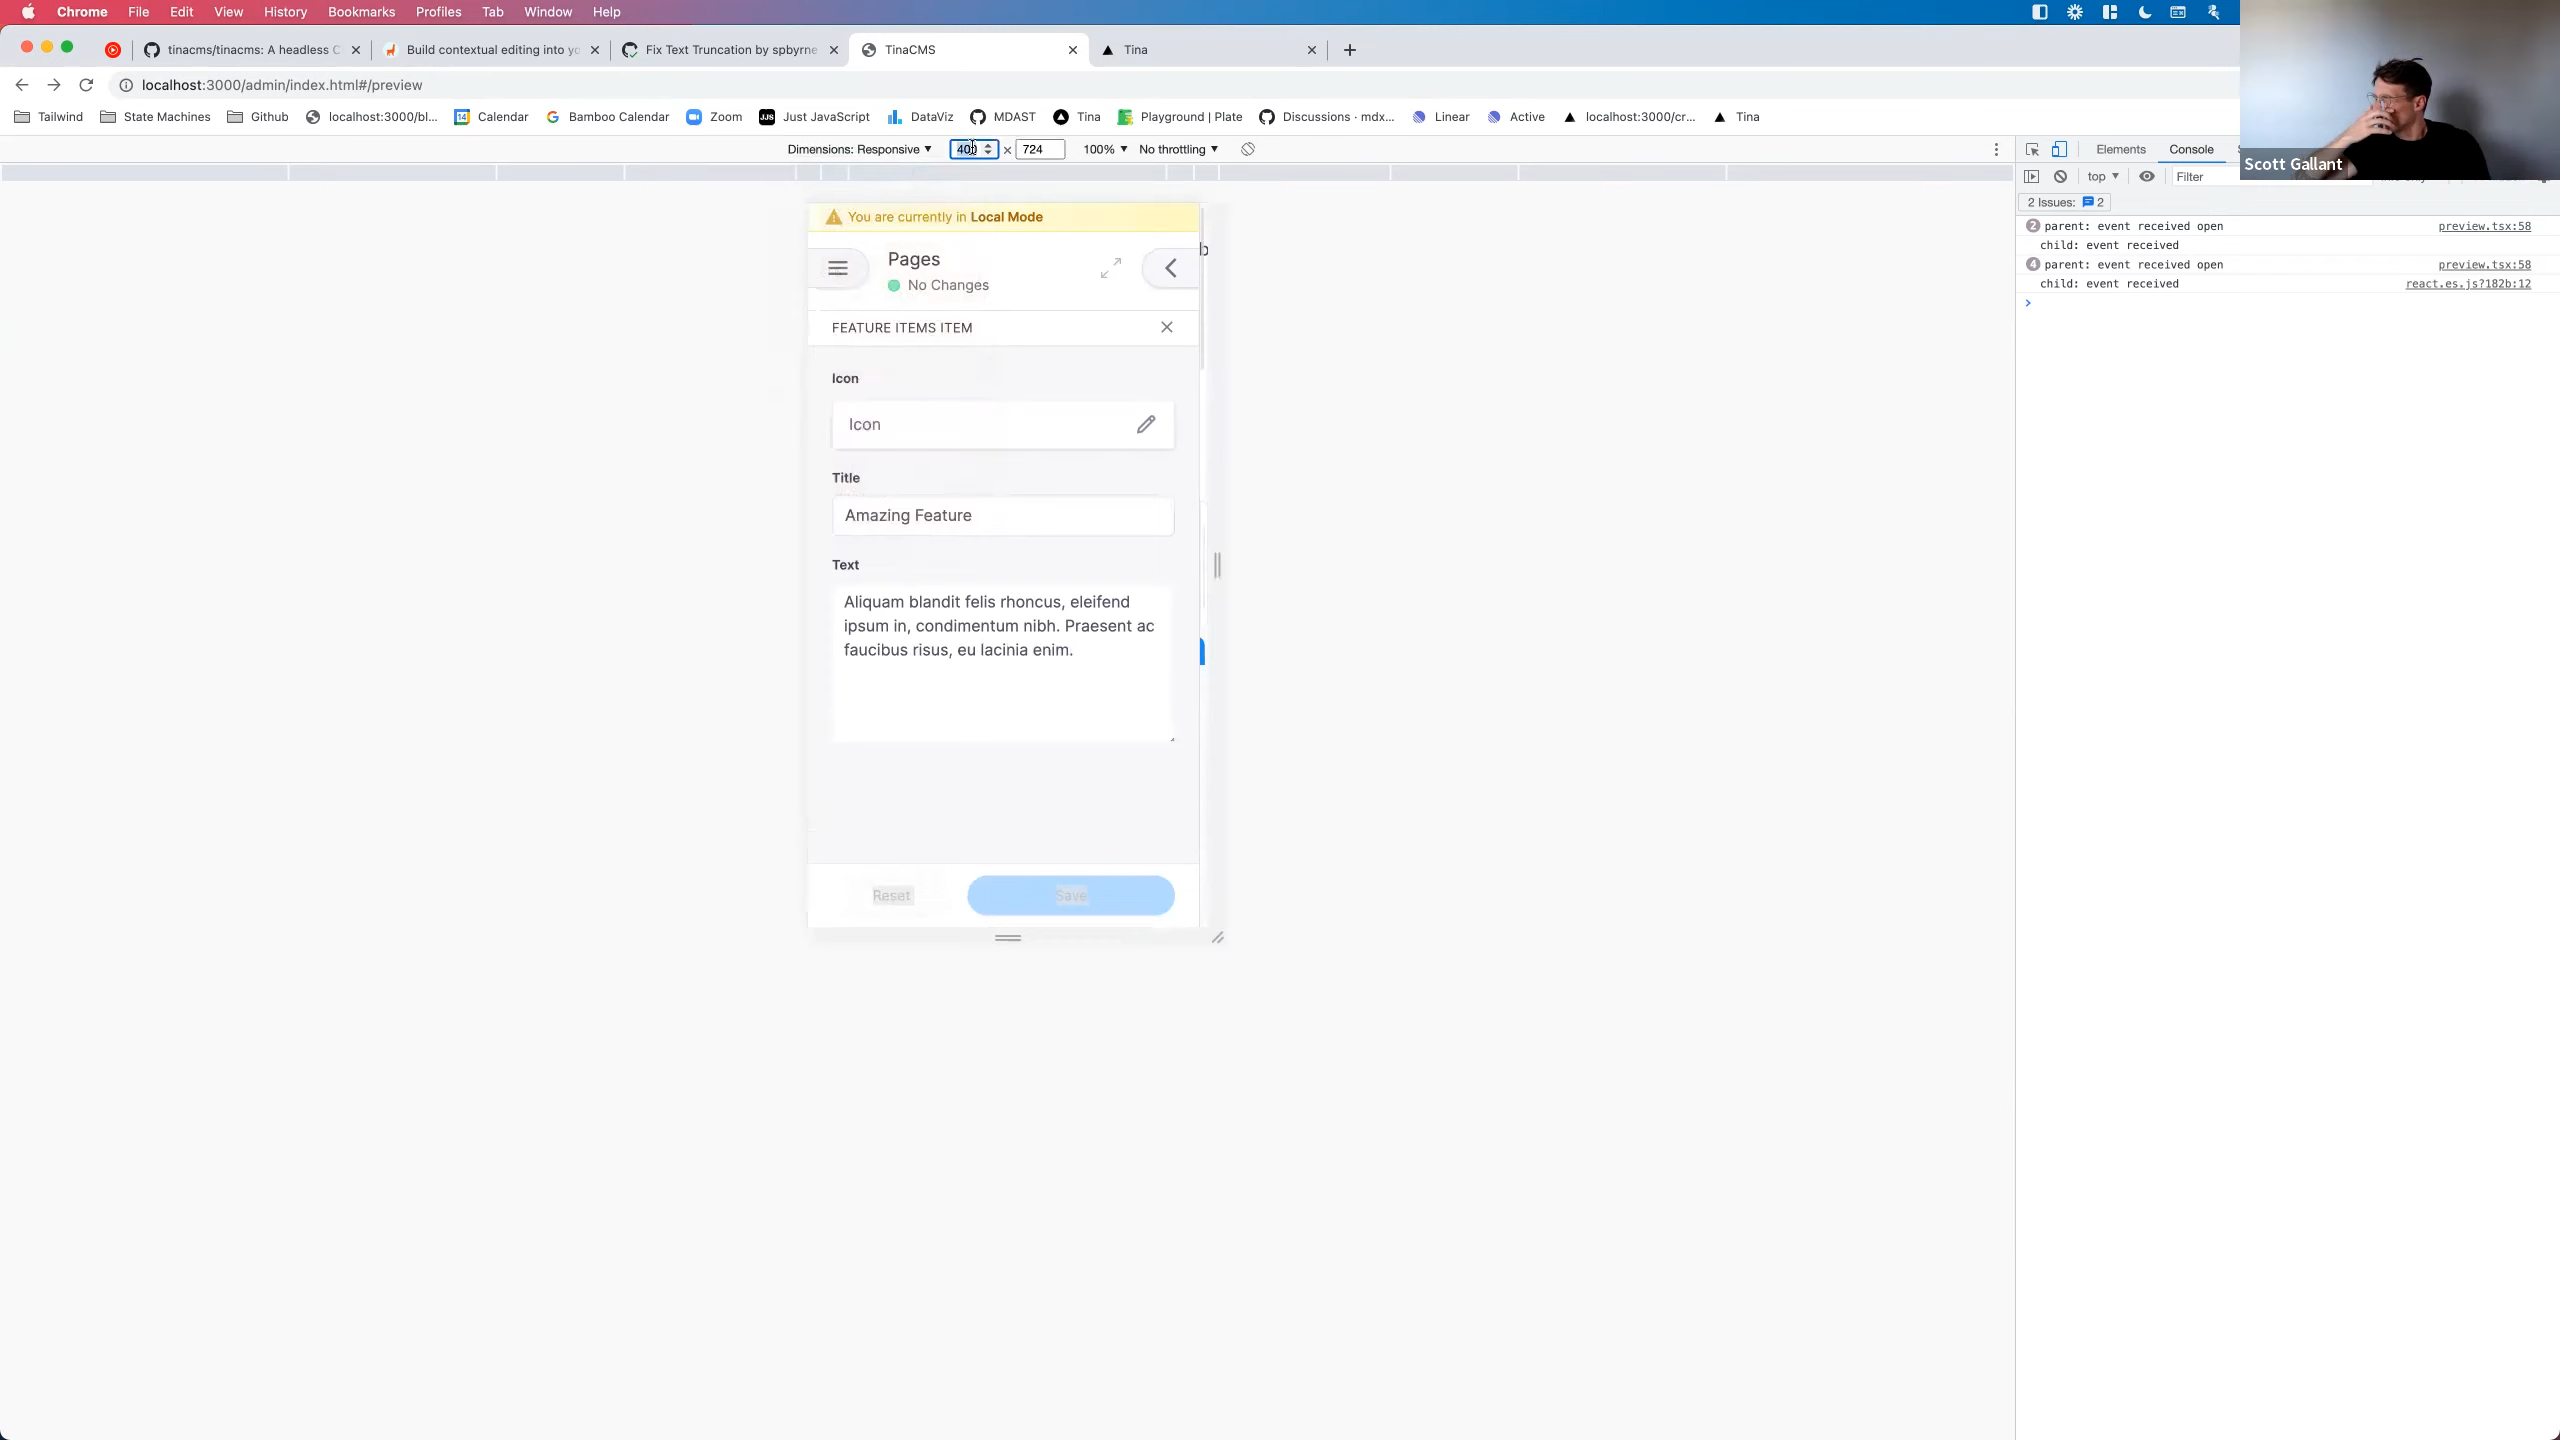 Chrome File Edit View History Bookmarks Profiles Tab Window Help
tinacms/tinacms: A headless C
Build contextual editing into yo
Fix Text Truncation by spbyrne
TinaCMS
Tina
localhost:3000/admin/index.html#/preview
Tailwind State Machines Github localhost:3000/bl... Calendar Bamboo Calendar Zoom Just JavaScript DataViz MDAST Tina Playground | Plate Discussions · mdx... Linear Active localhost:3000/cr... Tina
Dimensions: Responsive 400 × 724 100% No throttling
Elements Console
top Filter
2 Issues: 2
2 parent: event received open preview.tsx:58
child: event received
4 parent: event received open preview.tsx:58
child: event received react.es.js?182b:12
Scott Gallant
You are currently in Local Mode
Pages
No Changes
FEATURE ITEMS ITEM
Icon
Icon
Title
Amazing Feature
Text
Aliquam blandit felis rhoncus, eleifend
ipsum in, condimentum nibh. Praesent ac
faucibus risus, eu lacinia enim.
Reset Save